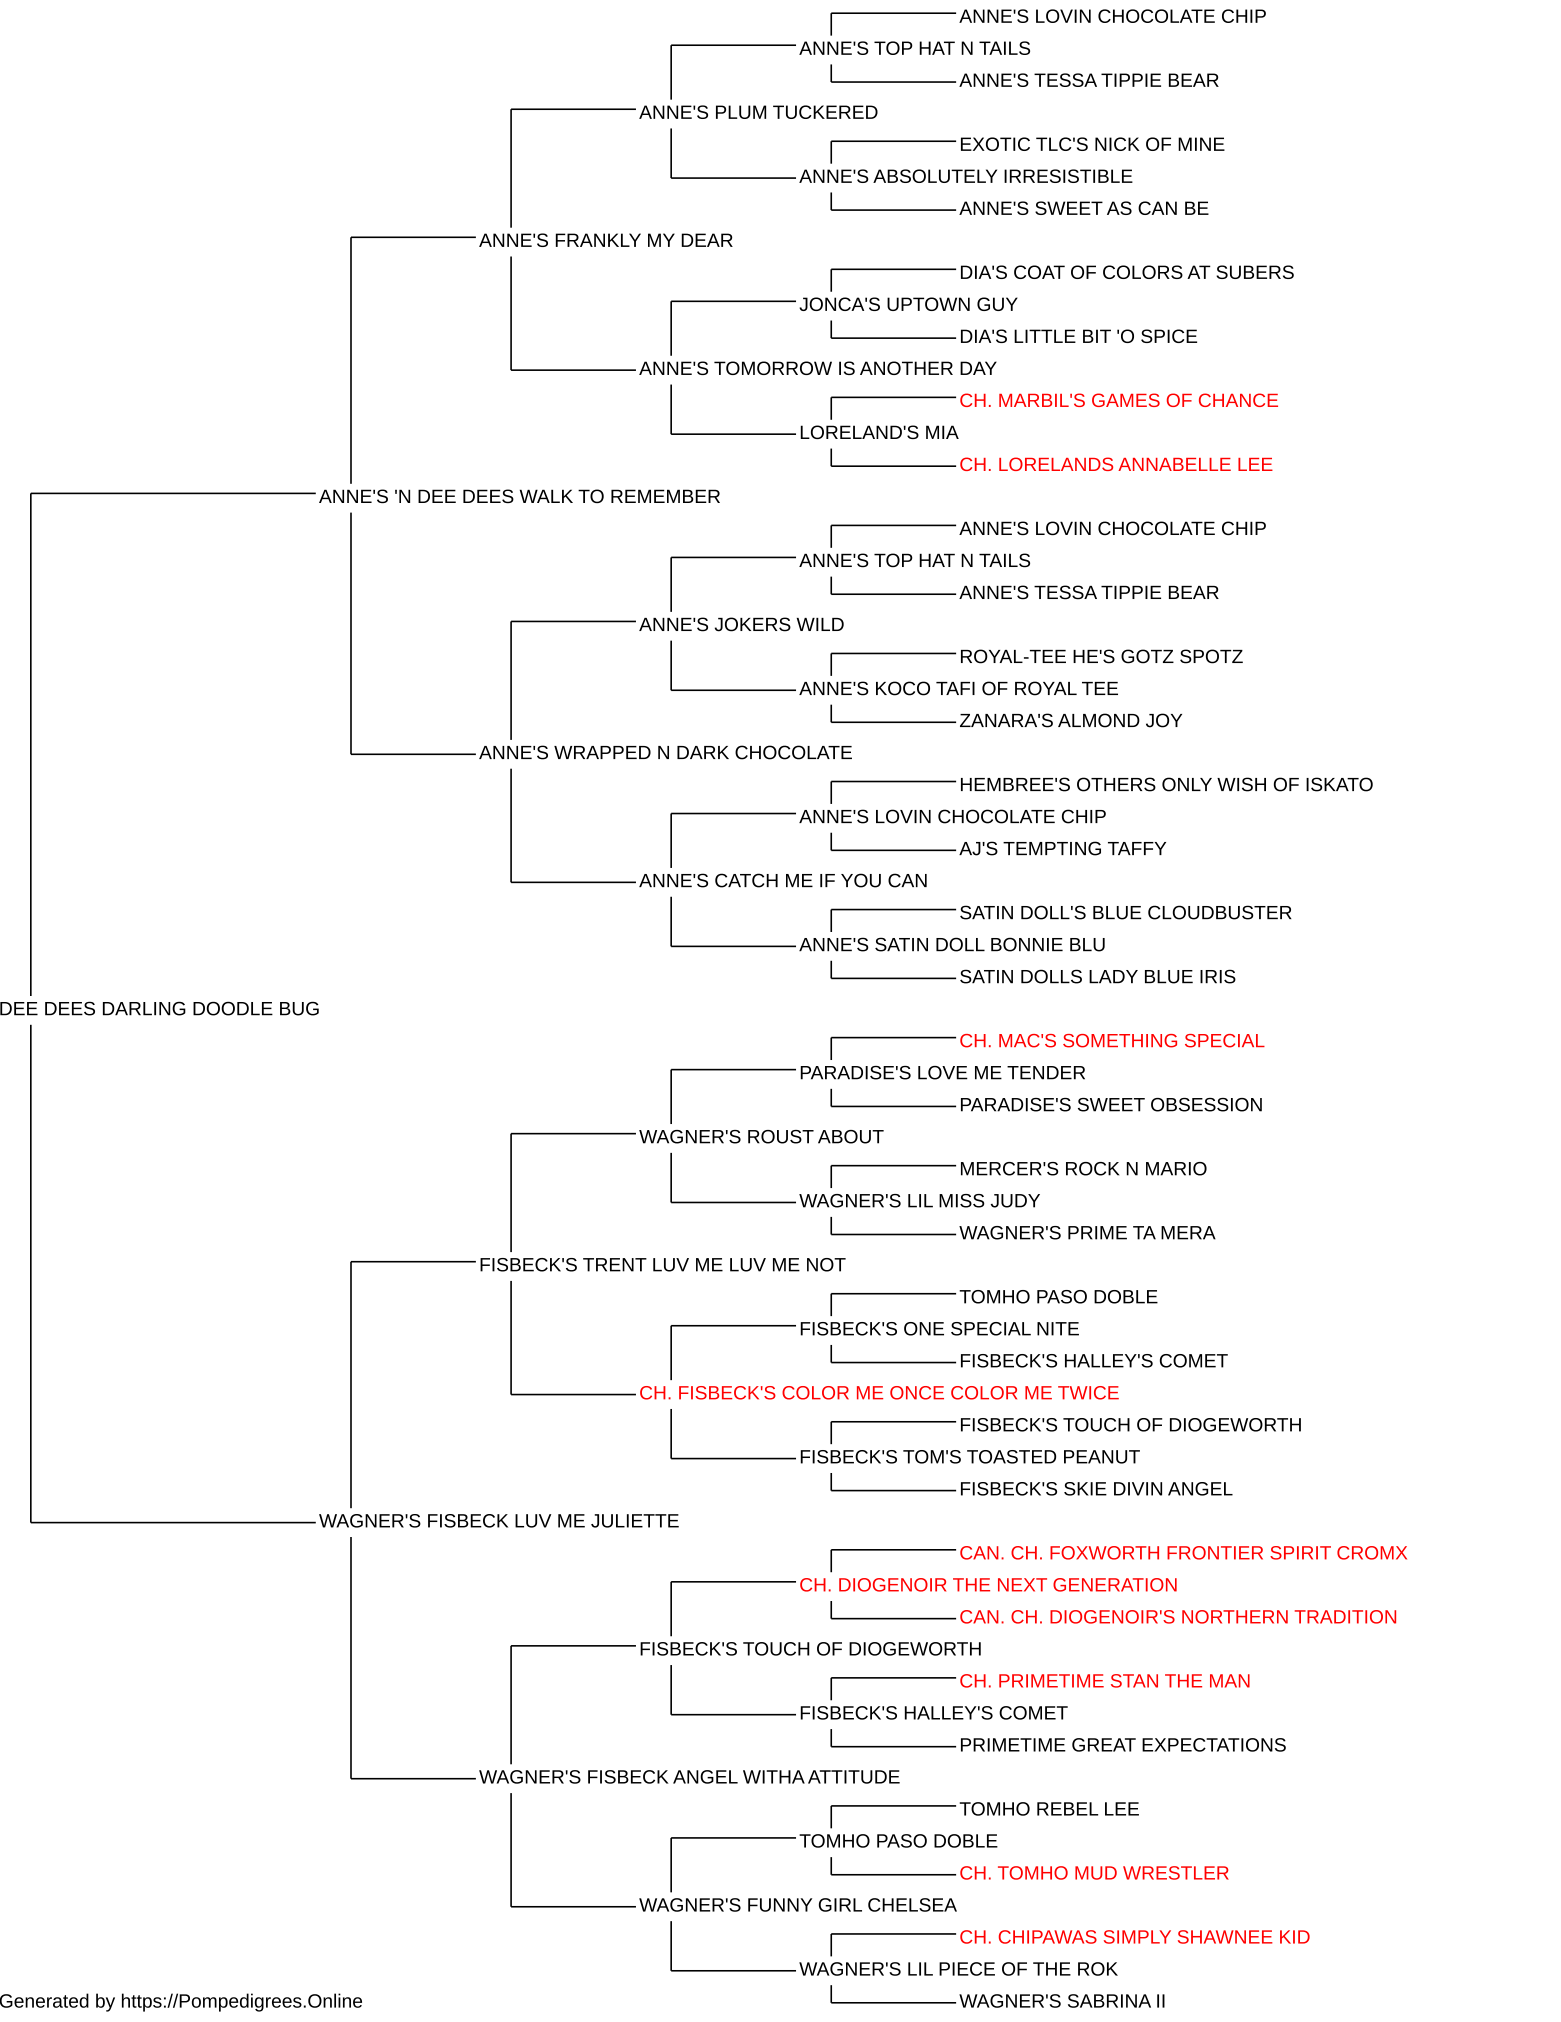 ANNE'S LOVIN CHOCOLATE CHIP
ANNE'S TOP HAT N TAILS
ANNE'S TESSA TIPPIE BEAR
ANNE'S PLUM TUCKERED
EXOTIC TLC'S NICK OF MINE
ANNE'S ABSOLUTELY IRRESISTIBLE
ANNE'S SWEET AS CAN BE
ANNE'S FRANKLY MY DEAR
DIA'S COAT OF COLORS AT SUBERS
JONCA'S UPTOWN GUY
DIA'S LITTLE BIT 'O SPICE
ANNE'S TOMORROW IS ANOTHER DAY
CH. MARBIL'S GAMES OF CHANCE
LORELAND'S MIA
CH. LORELANDS ANNABELLE LEE
ANNE'S 'N DEE DEES WALK TO REMEMBER
ANNE'S LOVIN CHOCOLATE CHIP
ANNE'S TOP HAT N TAILS
ANNE'S TESSA TIPPIE BEAR
ANNE'S JOKERS WILD
ROYAL-TEE HE'S GOTZ SPOTZ
ANNE'S KOCO TAFI OF ROYAL TEE
ZANARA'S ALMOND JOY
ANNE'S WRAPPED N DARK CHOCOLATE
HEMBREE'S OTHERS ONLY WISH OF ISKATO
ANNE'S LOVIN CHOCOLATE CHIP
AJ'S TEMPTING TAFFY
ANNE'S CATCH ME IF YOU CAN
SATIN DOLL'S BLUE CLOUDBUSTER
ANNE'S SATIN DOLL BONNIE BLU
SATIN DOLLS LADY BLUE IRIS
DEE DEES DARLING DOODLE BUG
CH. MAC'S SOMETHING SPECIAL
PARADISE'S LOVE ME TENDER
PARADISE'S SWEET OBSESSION
WAGNER'S ROUST ABOUT
MERCER'S ROCK N MARIO
WAGNER'S LIL MISS JUDY
WAGNER'S PRIME TA MERA
FISBECK'S TRENT LUV ME LUV ME NOT
TOMHO PASO DOBLE
FISBECK'S ONE SPECIAL NITE
FISBECK'S HALLEY'S COMET
CH. FISBECK'S COLOR ME ONCE COLOR ME TWICE
FISBECK'S TOUCH OF DIOGEWORTH
FISBECK'S TOM'S TOASTED PEANUT
FISBECK'S SKIE DIVIN ANGEL
WAGNER'S FISBECK LUV ME JULIETTE
CAN. CH. FOXWORTH FRONTIER SPIRIT CROMX
CH. DIOGENOIR THE NEXT GENERATION
CAN. CH. DIOGENOIR'S NORTHERN TRADITION
FISBECK'S TOUCH OF DIOGEWORTH
CH. PRIMETIME STAN THE MAN
FISBECK'S HALLEY'S COMET
PRIMETIME GREAT EXPECTATIONS
WAGNER'S FISBECK ANGEL WITHA ATTITUDE
TOMHO REBEL LEE
TOMHO PASO DOBLE
CH. TOMHO MUD WRESTLER
WAGNER'S FUNNY GIRL CHELSEA
CH. CHIPAWAS SIMPLY SHAWNEE KID
WAGNER'S LIL PIECE OF THE ROK
WAGNER'S SABRINA II
Generated by https://Pompedigrees.Online